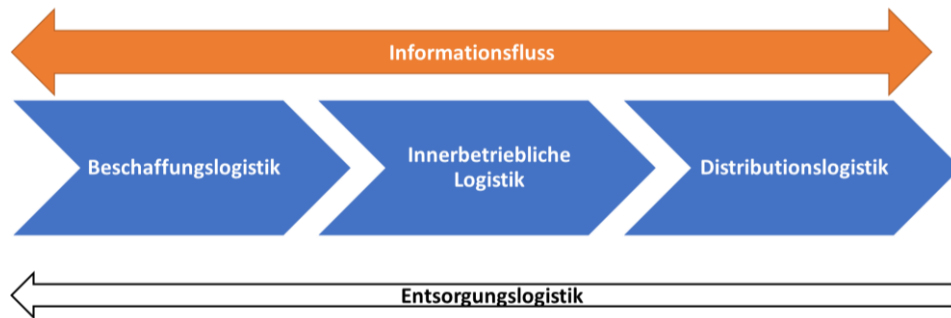 Informationsfluss
Beschaffungslogistik
Innerbetriebliche
Logistik
Distributionslogistik
Entsorgungslogistik